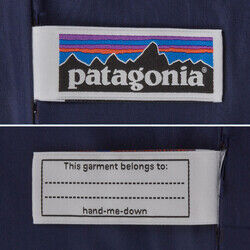 patagonia
This garment belongs to:
hand-me-down